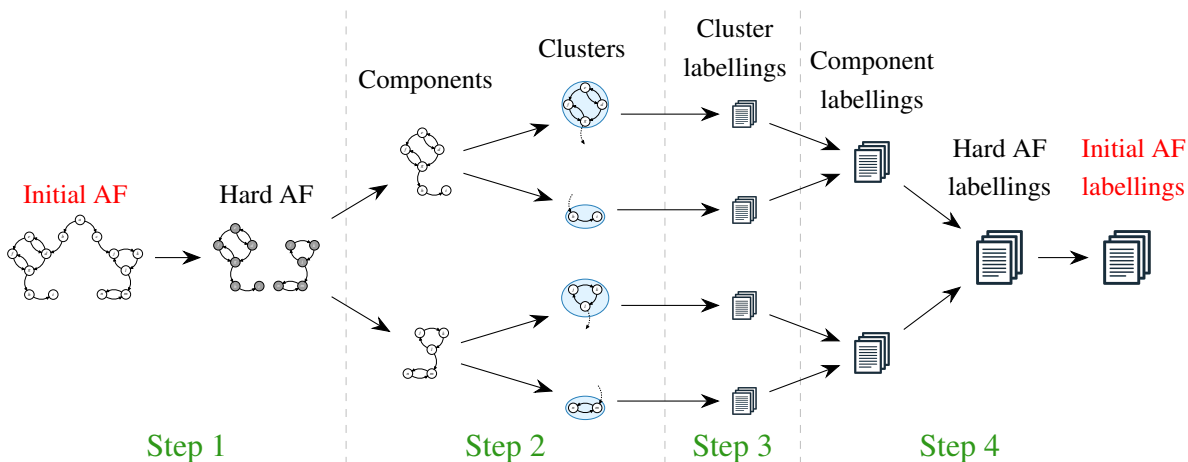 Initial AF
Hard AF
Components
Clusters
Cluster
labellings
Component
labellings
Hard AF
labellings
Initial AF
labellings
Step 1
Step 2
Step 3
Step 4